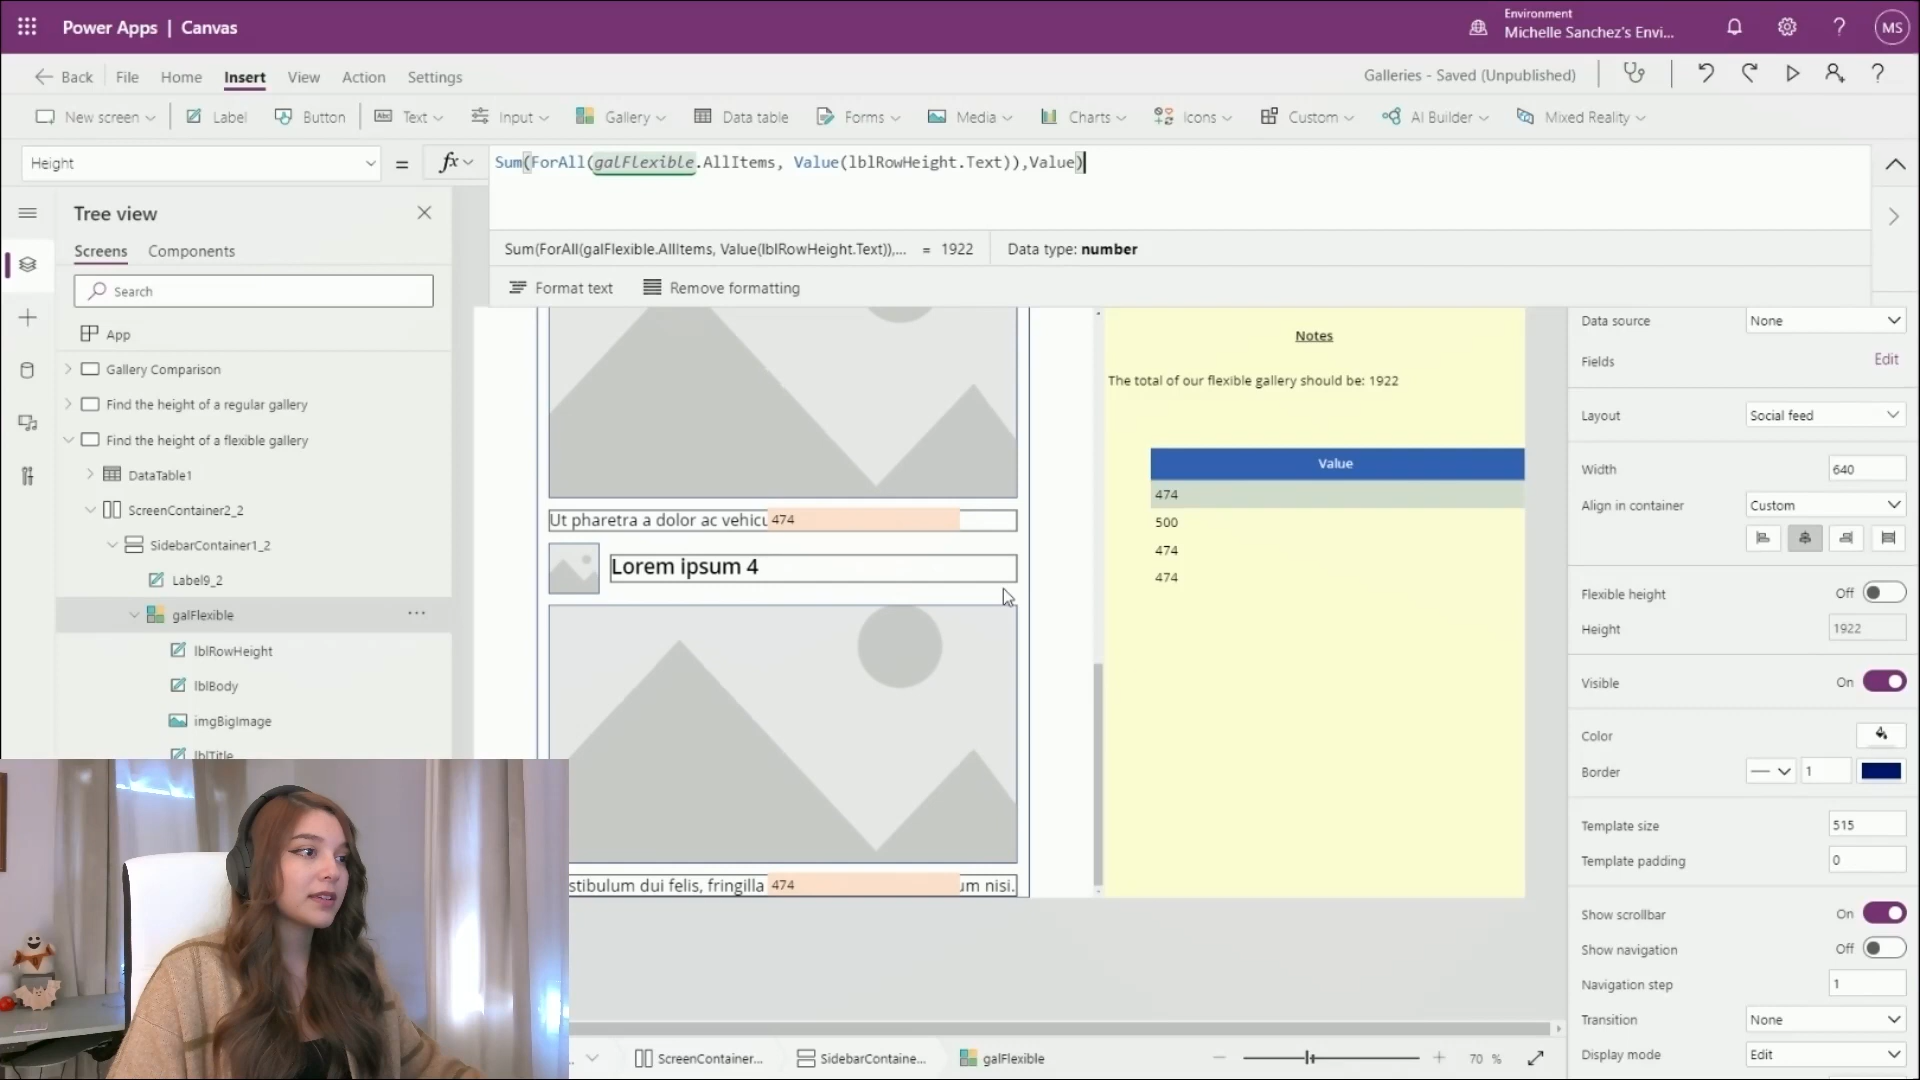 Power Apps | Canvas
Environment
Michelle Sanchez's Envi...
MS
Back
File
Home
Insert
View
Action
Settings
Galleries - Saved (Unpublished)
New screen
Label
Button
Text
Input
Gallery
Data table
Forms
Media
Charts
Icons
Custom
AI Builder
Mixed Reality
Height
=
fx
Sum(ForAll(galFlexible.AllItems, Value(lblRowHeight.Text)),Value)
Sum(ForAll(galFlexible.AllItems, Value(lblRowHeight.Text)),... = 1922
Data type: number
Format text
Remove formatting
Tree view
Screens
Components
Search
App
Gallery Comparison
Find the height of a regular gallery
Find the height of a flexible gallery
DataTable1
ScreenContainer2_2
SidebarContainer1_2
Label9_2
galFlexible
...
lblRowHeight
lblBody
imgBigImage
lblTitle
Ut pharetra a dolor ac vehicu
474
Lorem ipsum 4
stibulum dui felis, fringilla
474
um nisi.
Notes
The total of our flexible gallery should be: 1922
Value
474
500
474
474
Data source
None
Fields
Edit
Layout
Social feed
Width
640
Align in container
Custom
Flexible height
Off
Height
1922
Visible
On
Color
Border
1
Template size
515
Template padding
0
Show scrollbar
On
Show navigation
Off
Navigation step
1
Transition
None
Display mode
Edit
...
ScreenContainer...
SidebarContaine...
galFlexible
70 %